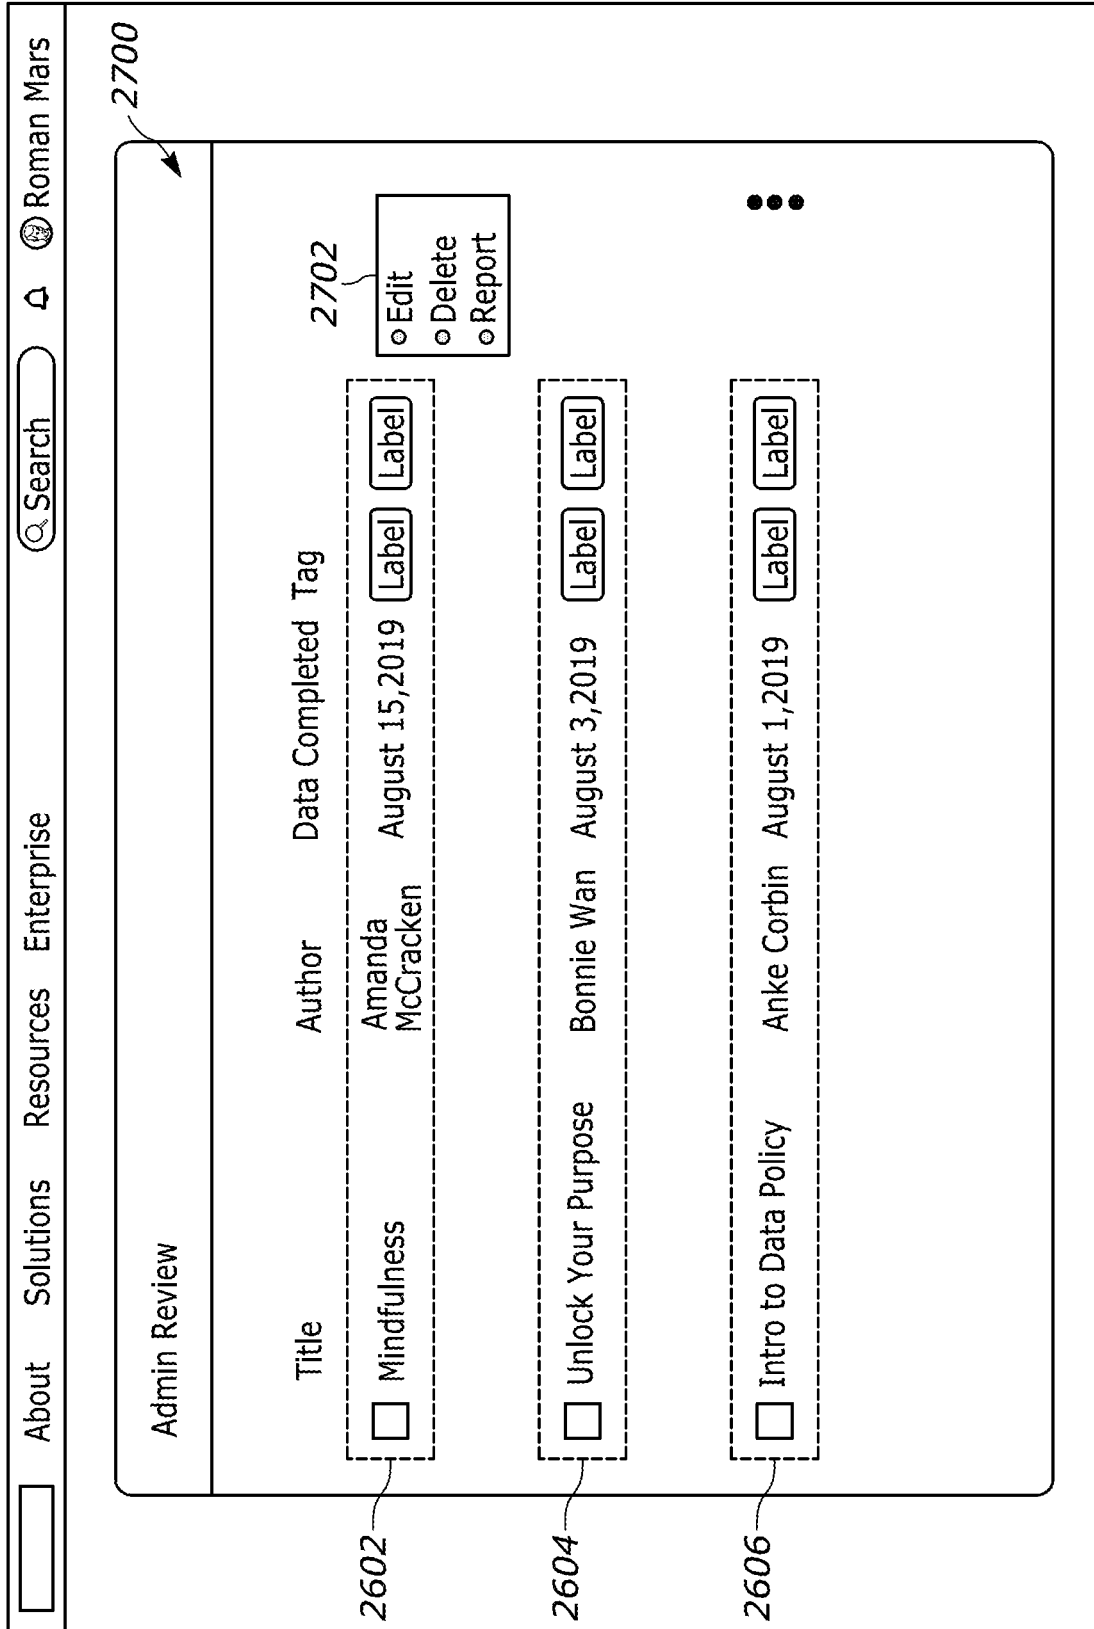 About Solutions Resources Enterprise Search Roman Mars
2700
Admin Review
2702
Title Author Data Completed Tag
2602
Mindfulness Amanda McCracken August 15,2019 Label Label
Edit
Delete
Report
2604
Unlock Your Purpose Bonnie Wan August 3,2019 Label Label
2606
Intro to Data Policy Anke Corbin August 1,2019 Label Label